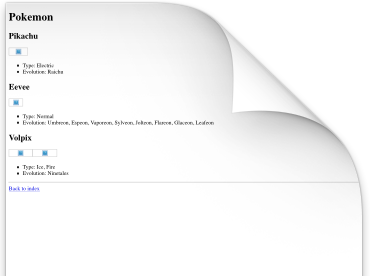 Pokemon
Pikachu
Type: Electric
Evolution: Raichu
Eevee
Type: Normal
Evolution: Umbreon, Espeon, Vaporeon, Sylveon, Jolteon, Flareon, Glaceon, Leafeon
Volpix
Type: Ice, Fire
Evolution: Ninetales
Back to index